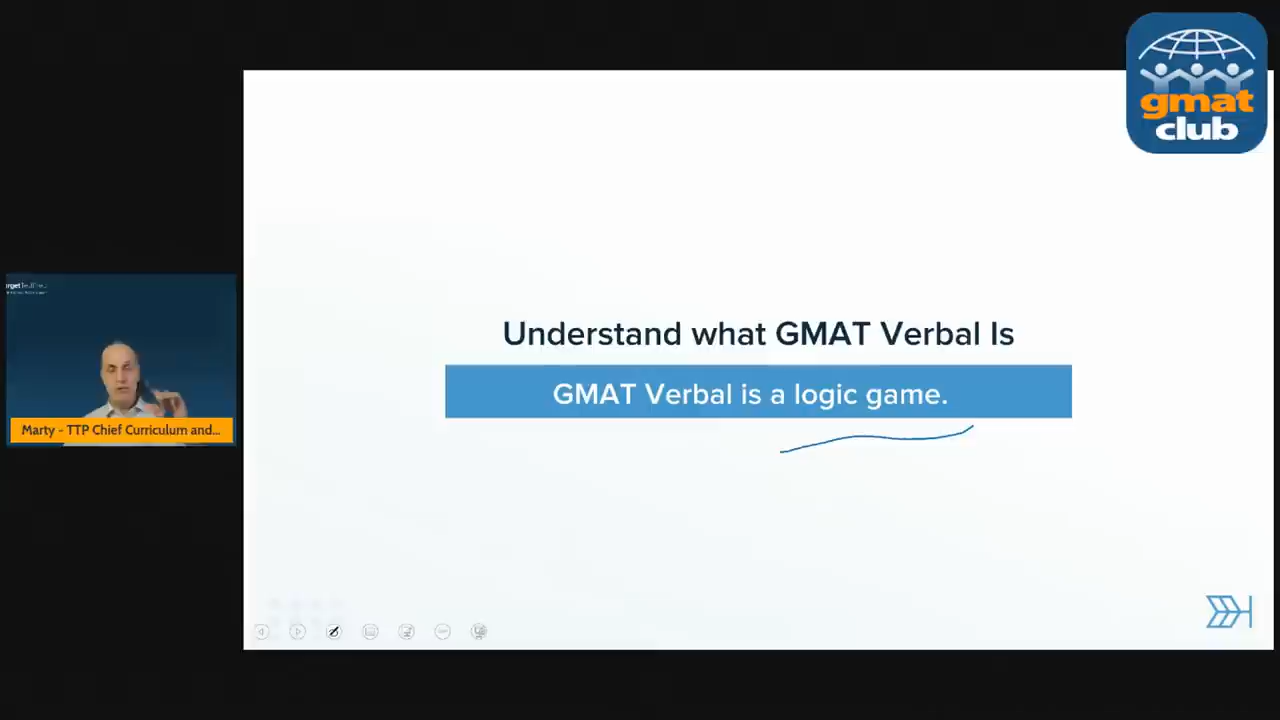 gmat
club
Understand what GMAT Verbal Is
GMAT Verbal is a logic game.
Marty - TTP Chief Curriculum and...